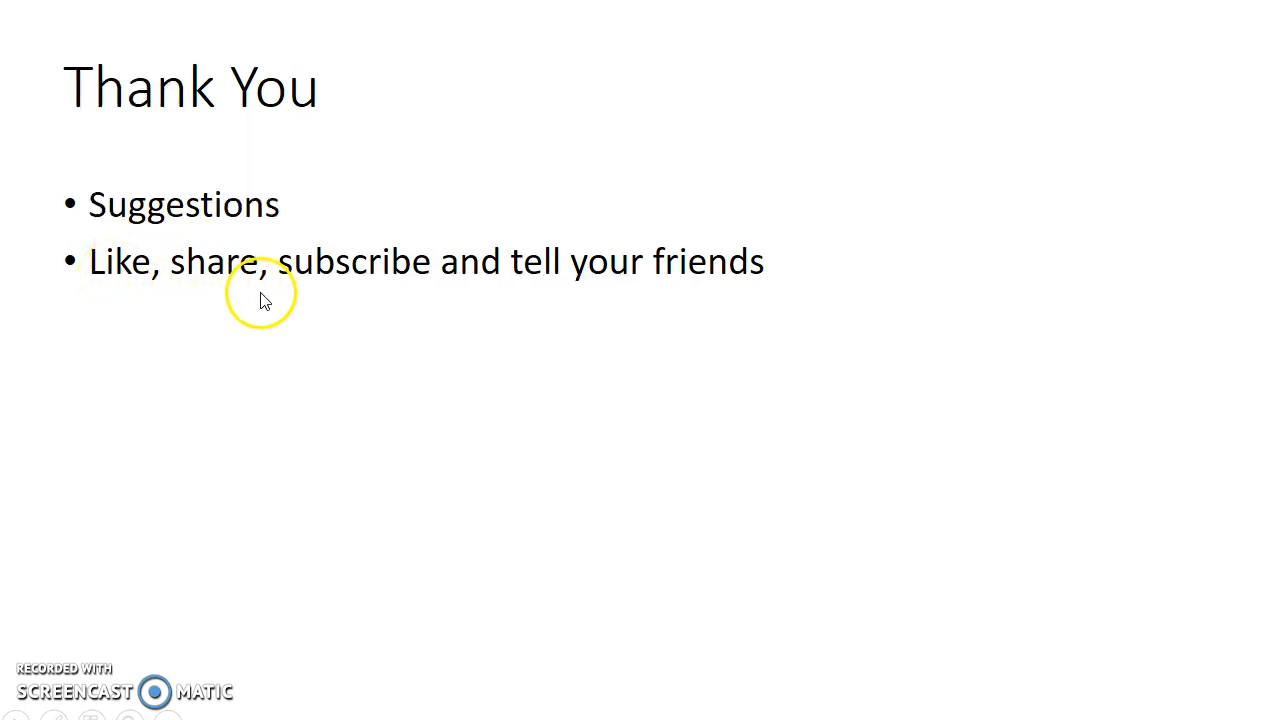 Thank You
• Suggestions
• Like, share, subscribe and tell your friends
RECORDED WITH
SCREENCAST MATIC